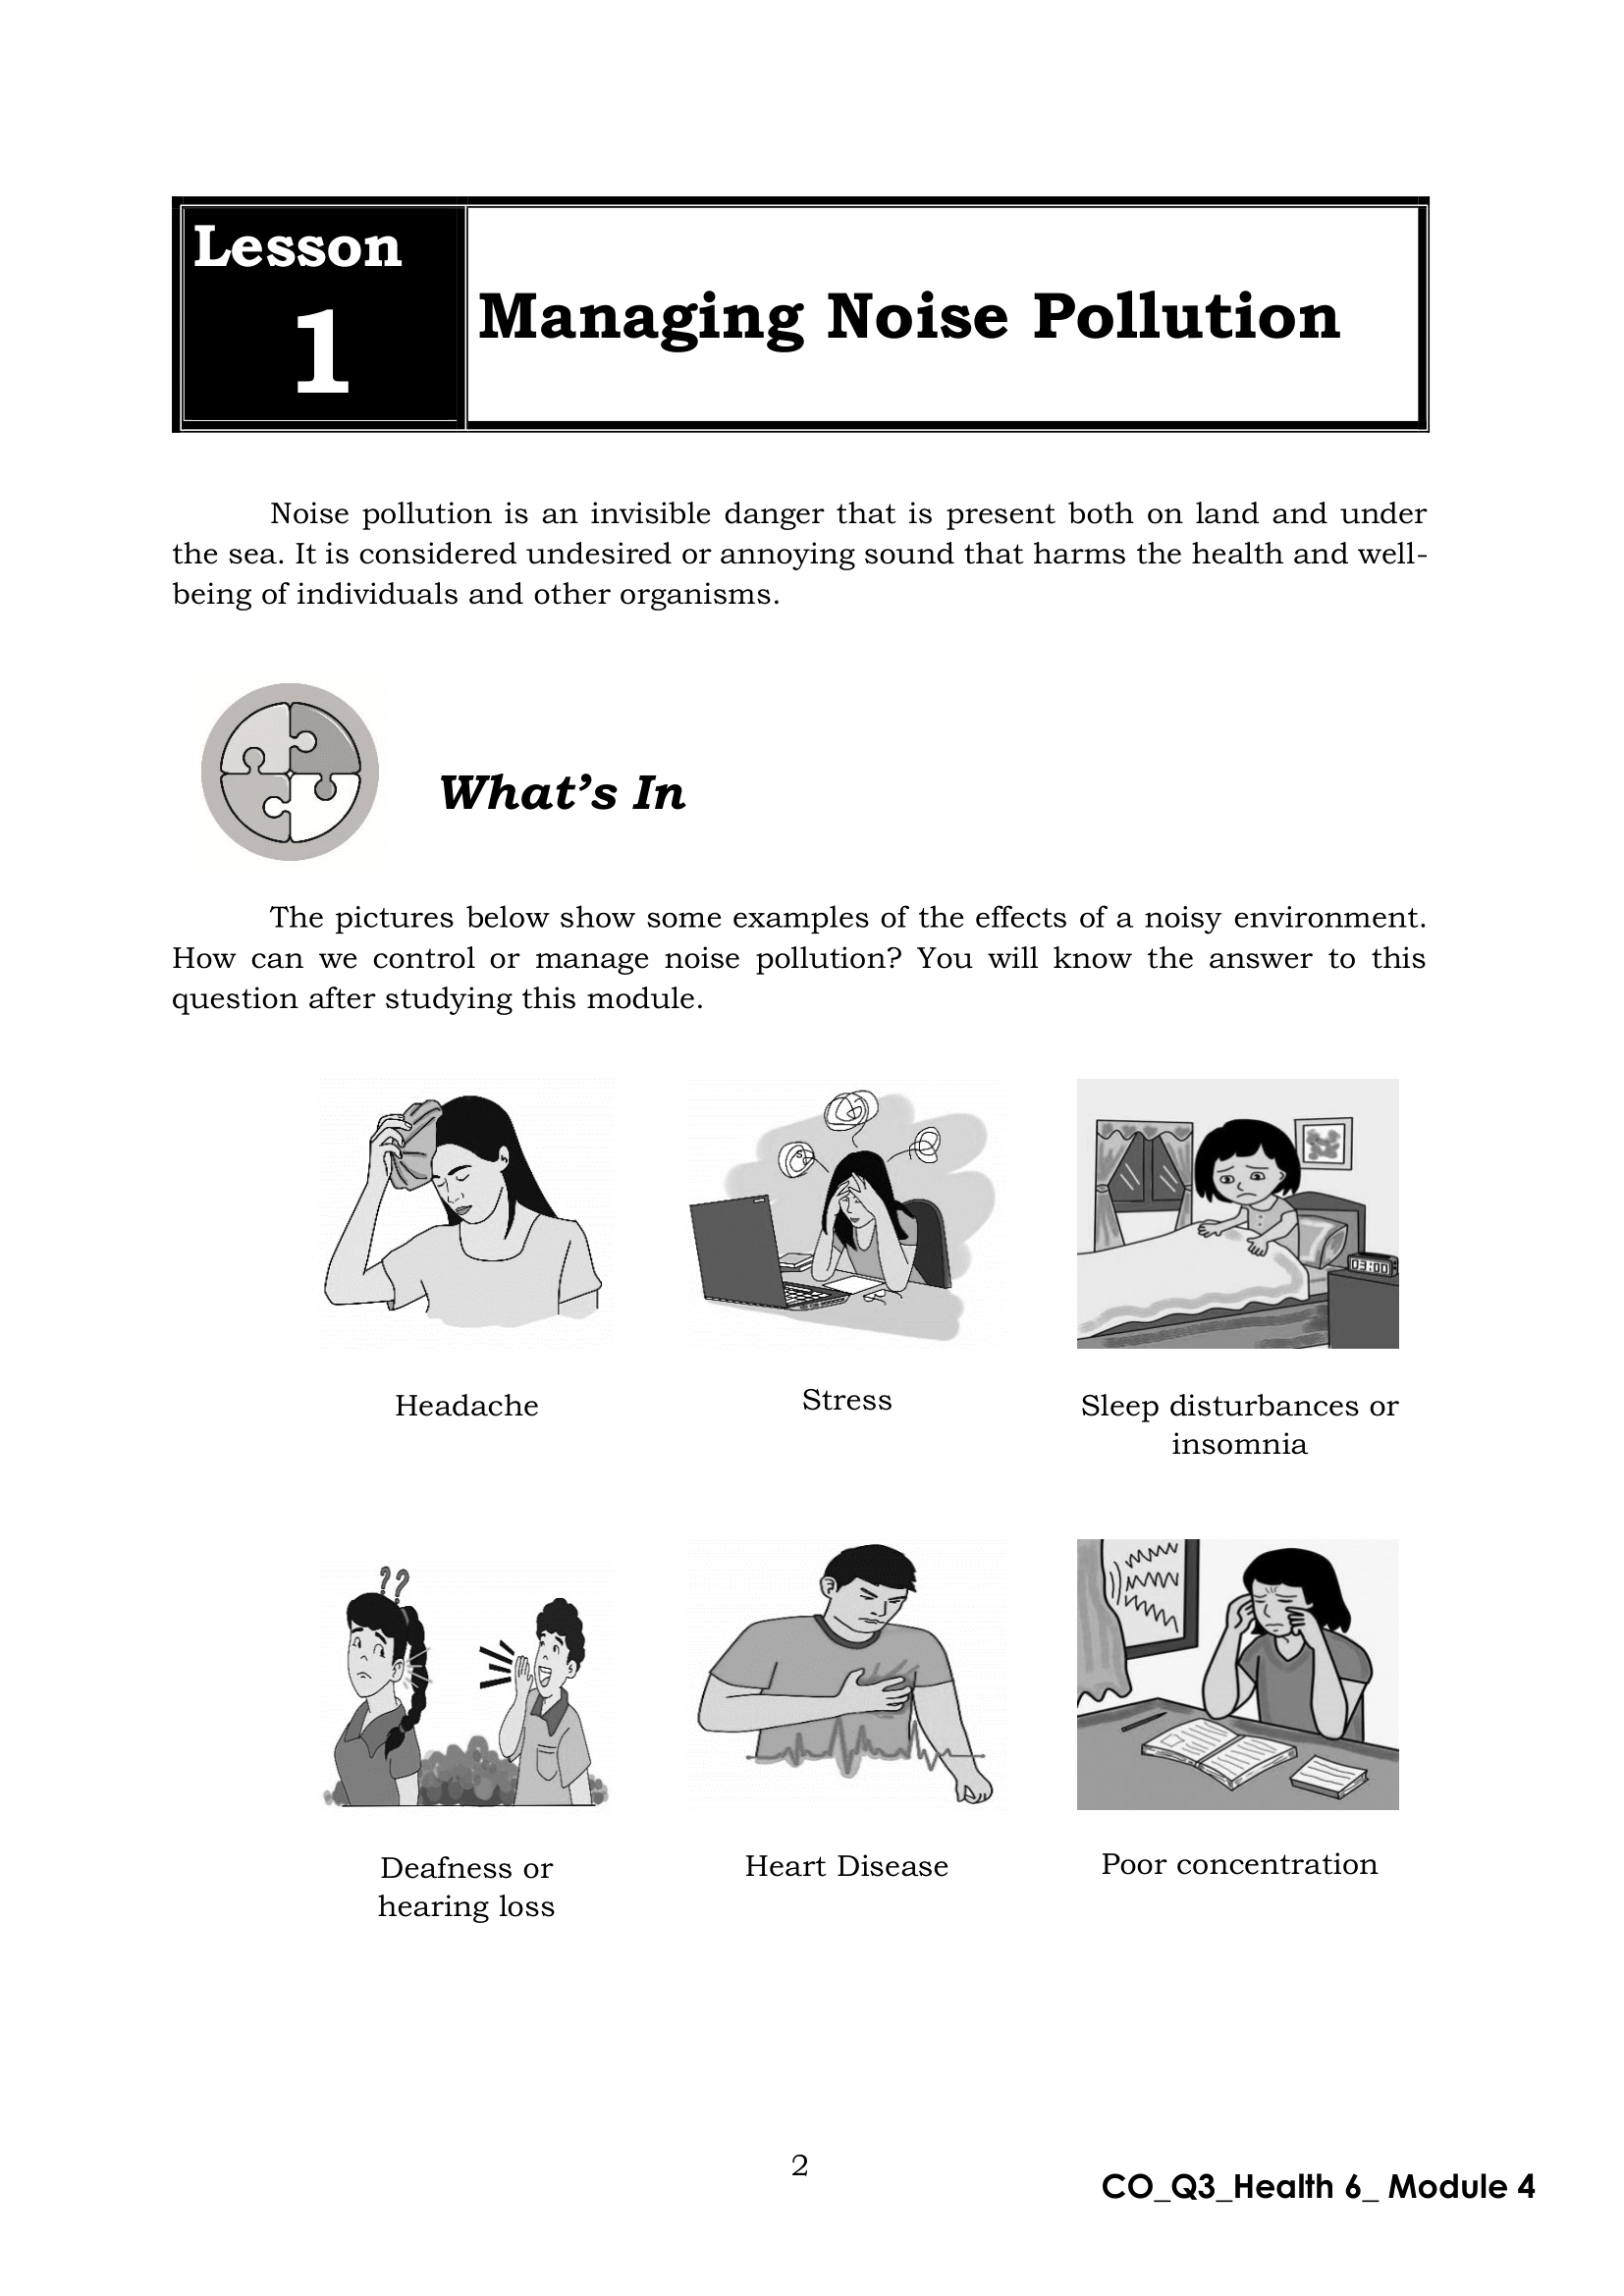 Lesson
1
Managing Noise Pollution
Noise pollution is an invisible danger that is present both on land and under
the sea. It is considered undesired or annoying sound that harms the health and well-
being of individuals and other organisms.
What's In
The pictures below show some examples of the effects of a noisy environment.
How can we control or manage noise pollution? You will know the answer to this
question after studying this module.
03:00
Headache
Stress
Sleep disturbances or
insomnia
??
Deafness or
hearing loss
Heart Disease
Poor concentration
2
CO_Q3_Health 6_ Module 4